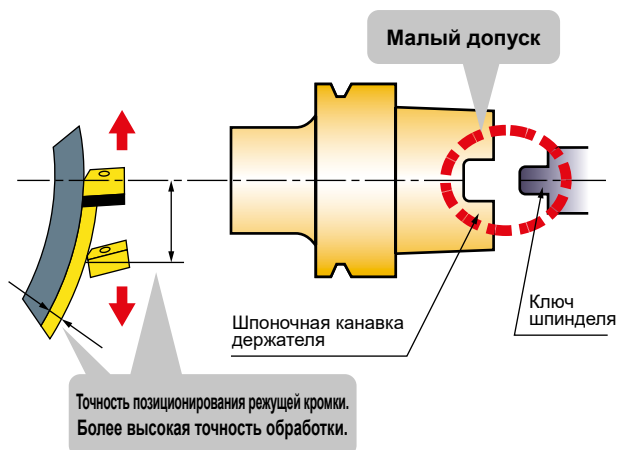 Малый допуск
Шпоночная канавка
держателя
Ключ
шпинделя
Точность позиционирования режущей кромки.
Более высокая точность обработки.